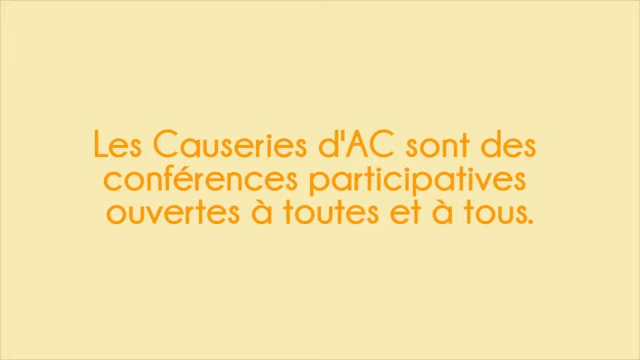 Les Causeries d'AC sont des
conférences participatives
ouvertes à toutes et à tous.